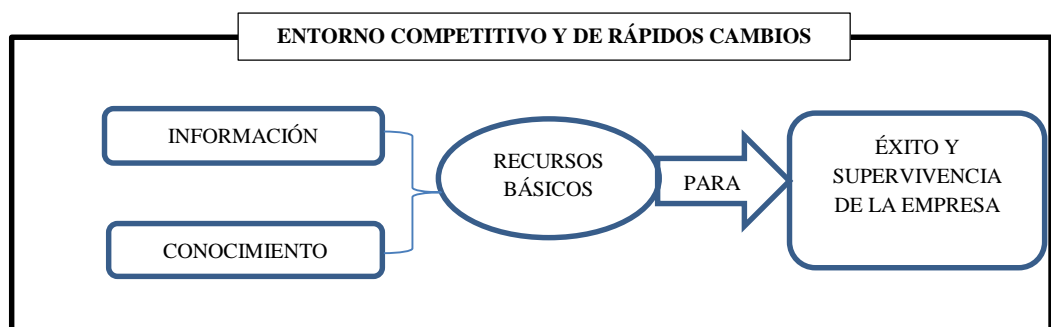 ENTORNO COMPETITIVO Y DE RÁPIDOS CAMBIOS
INFORMACIÓN
CONOCIMIENTO
RECURSOS
BÁSICOS
PARA
ÉXITO Y
SUPERVIVENCIA
DE LA EMPRESA